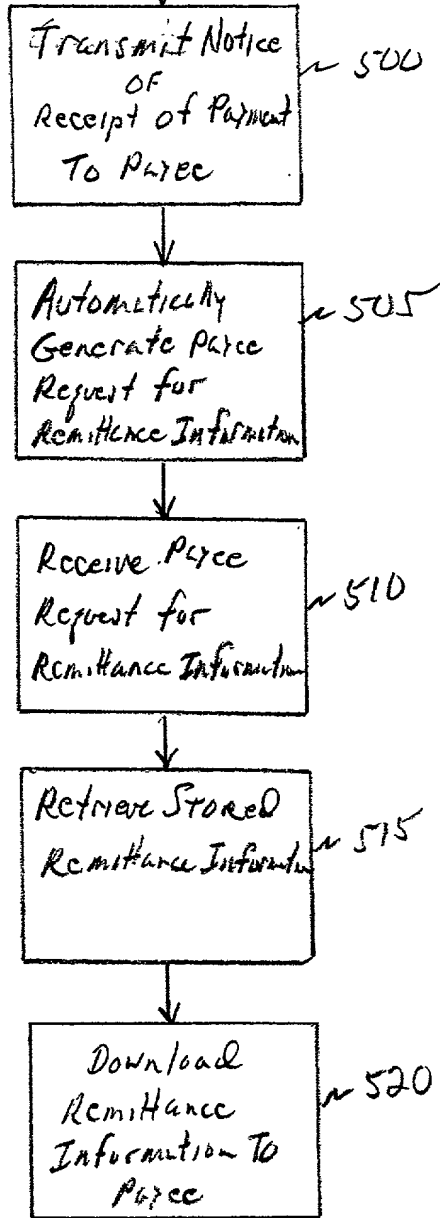 Transmit Notice
OF
Receipt of Payment
To Payee
500
Automatically
Generate Payee
Request for
Remittance Information
505
Receive Payee
Request for
Remittance Information
510
Retrieve Stored
Remittance Information
515
Download
Remittance
Information To
Payee
520